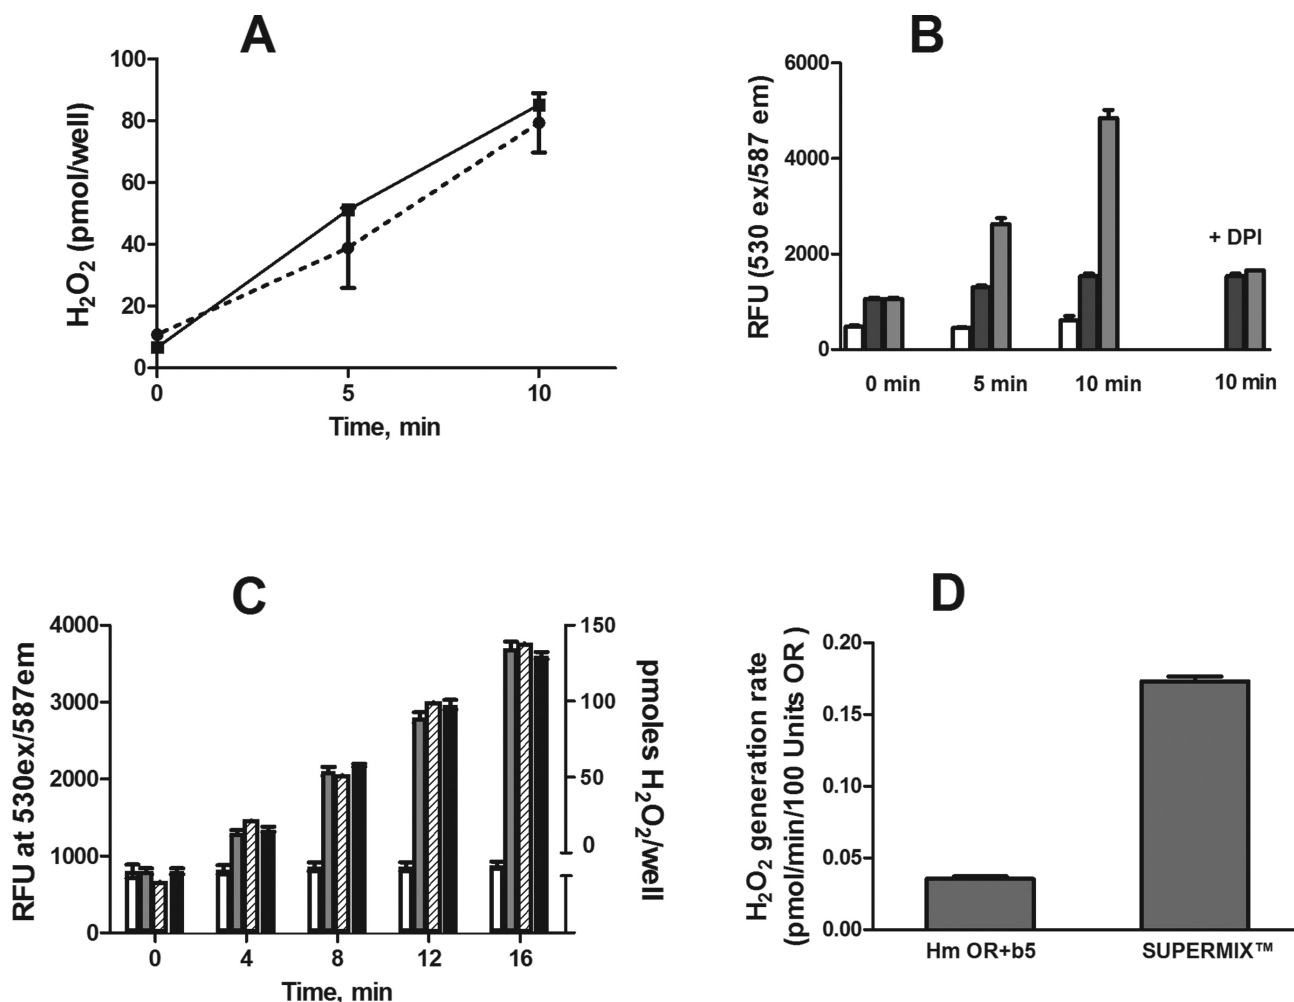 A
H₂O₂ (pmol/well)
100
80
60
40
20
0
0 5 10
Time, min
B
RFU (530 ex/587 em)
6000
4000
2000
0
+ DPI
0 min 5 min 10 min 10 min
C
RFU at 530ex/587em
4000
3000
2000
1000
0
150
100
50
0
pmoles H₂O₂/well
0 4 8 12 16
Time, min
D
H₂O₂ generation rate
(pmol/min/100 Units OR )
0.20
0.15
0.10
0.05
0.00
Hm OR+b5 SUPERMIX™